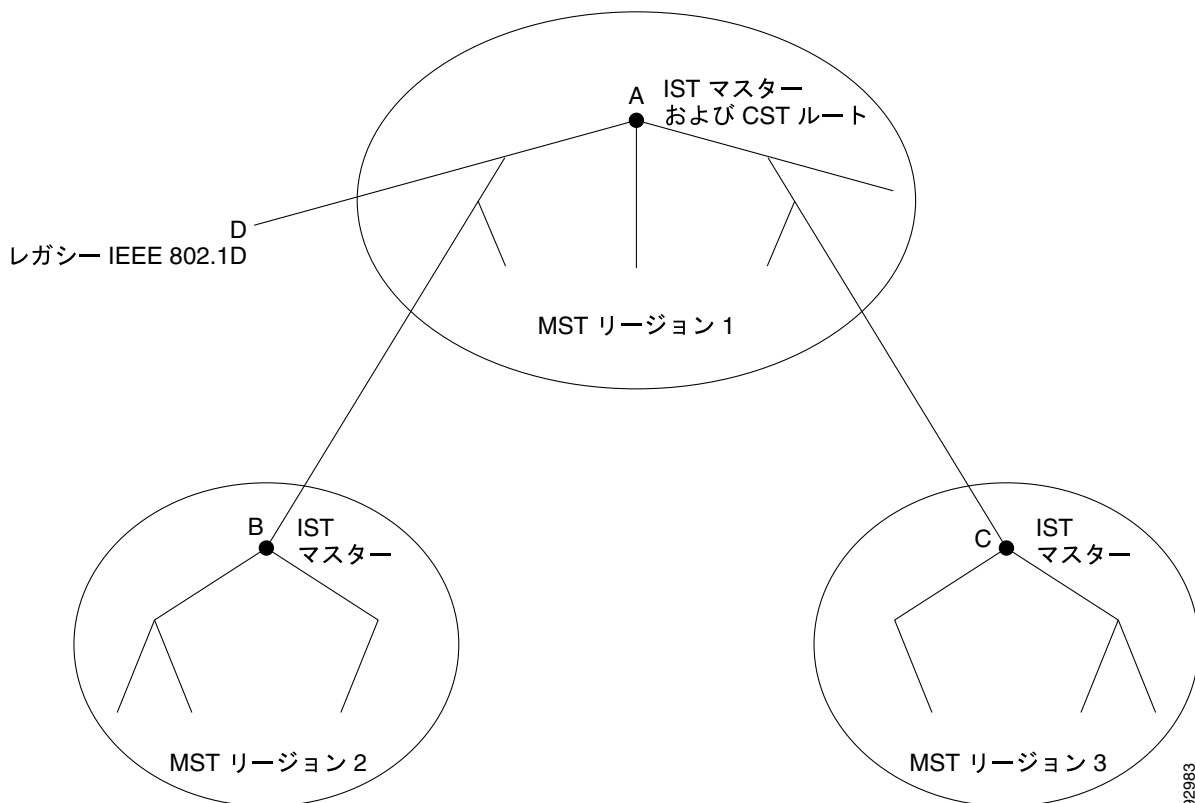 A
IST マスター
および CST ルート
D
レガシー IEEE 802.1D
MST リージョン 1
B
IST
マスター
C
IST
マスター
MST リージョン 2
MST リージョン 3